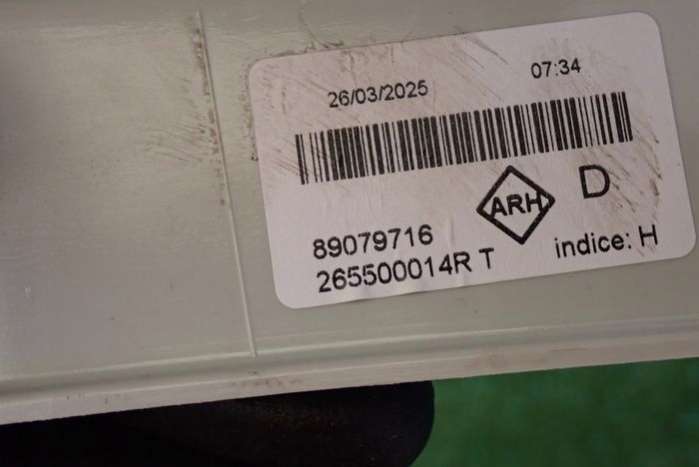 26/03/2025 07:34
ARH D
89079716
265500014R T indice: H